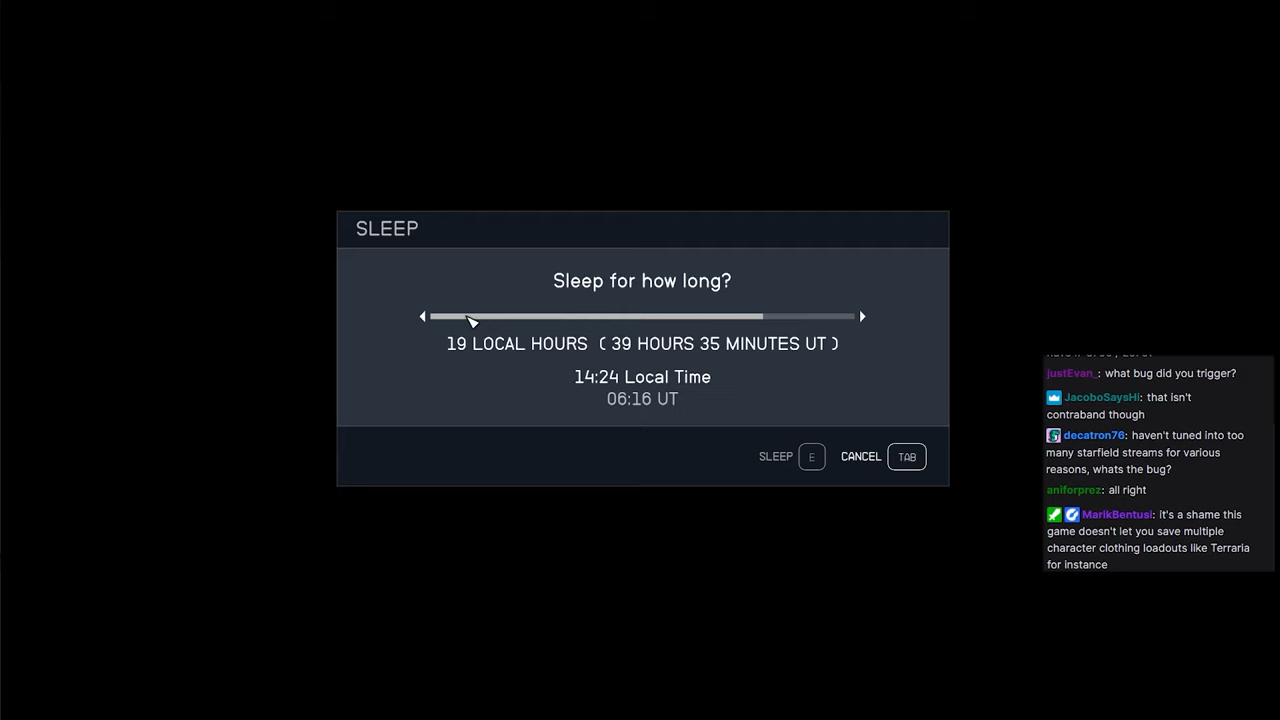 SLEEP
Sleep for how long?
19 LOCAL HOURS ( 39 HOURS 35 MINUTES UT )
14:24 Local Time
06:16 UT
SLEEP E CANCEL TAB
justEvan_: what bug did you trigger?
JacoboSaysHi: that isn't
contraband though
decatron76: haven't tuned into too
many starfield streams for various
reasons, whats the bug?
aniforprez: all right
MarikBentusi: it's a shame this
game doesn't let you save multiple
character clothing loadouts like Terraria
for instance